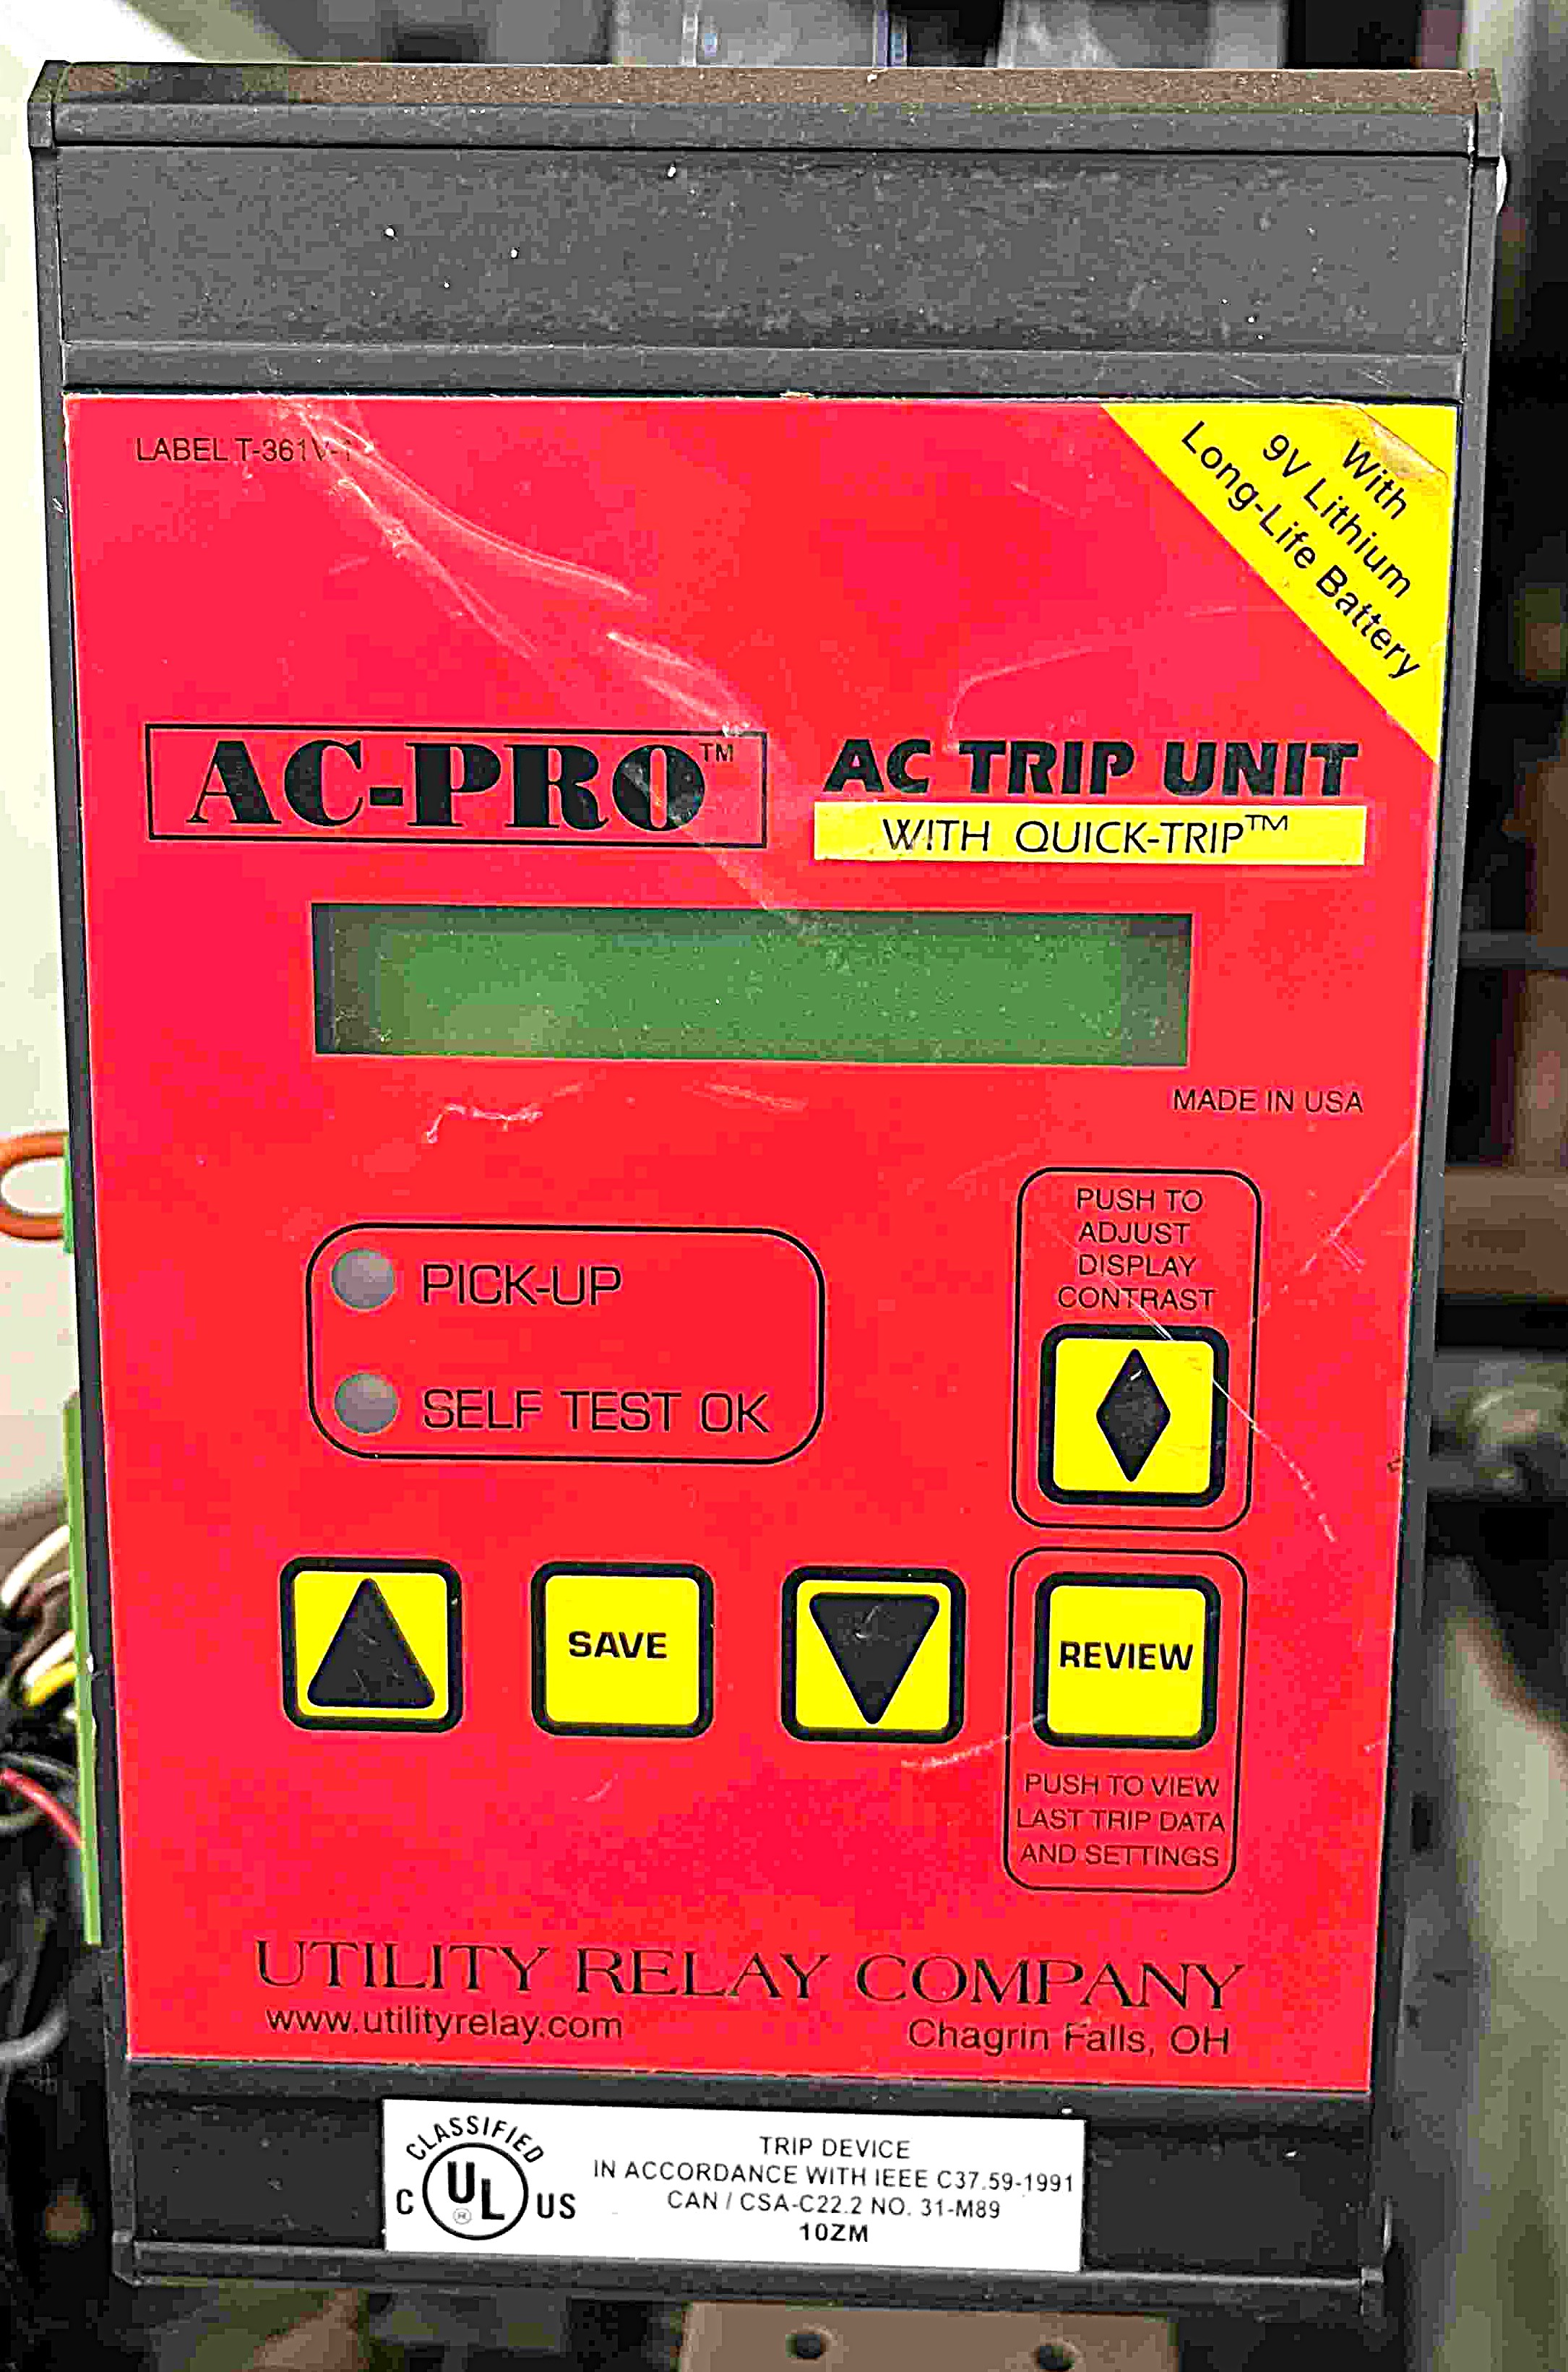 LABEL T-361V-1
With
9V Lithium
Long-Life Battery
AC-PRO™
AC TRIP UNIT
WITH QUICK-TRIP™
MADE IN USA
PICK-UP
SELF TEST OK
PUSH TO
ADJUST
DISPLAY
CONTRAST
SAVE
REVIEW
PUSH TO VIEW
LAST TRIP DATA
AND SETTINGS
UTILITY RELAY COMPANY
www.utilityrelay.com
Chagrin Falls, OH
CLASSIFIED
C UL ® US
TRIP DEVICE
IN ACCORDANCE WITH IEEE C37.59-1991
CAN / CSA-C22.2 NO. 31-M89
10ZM